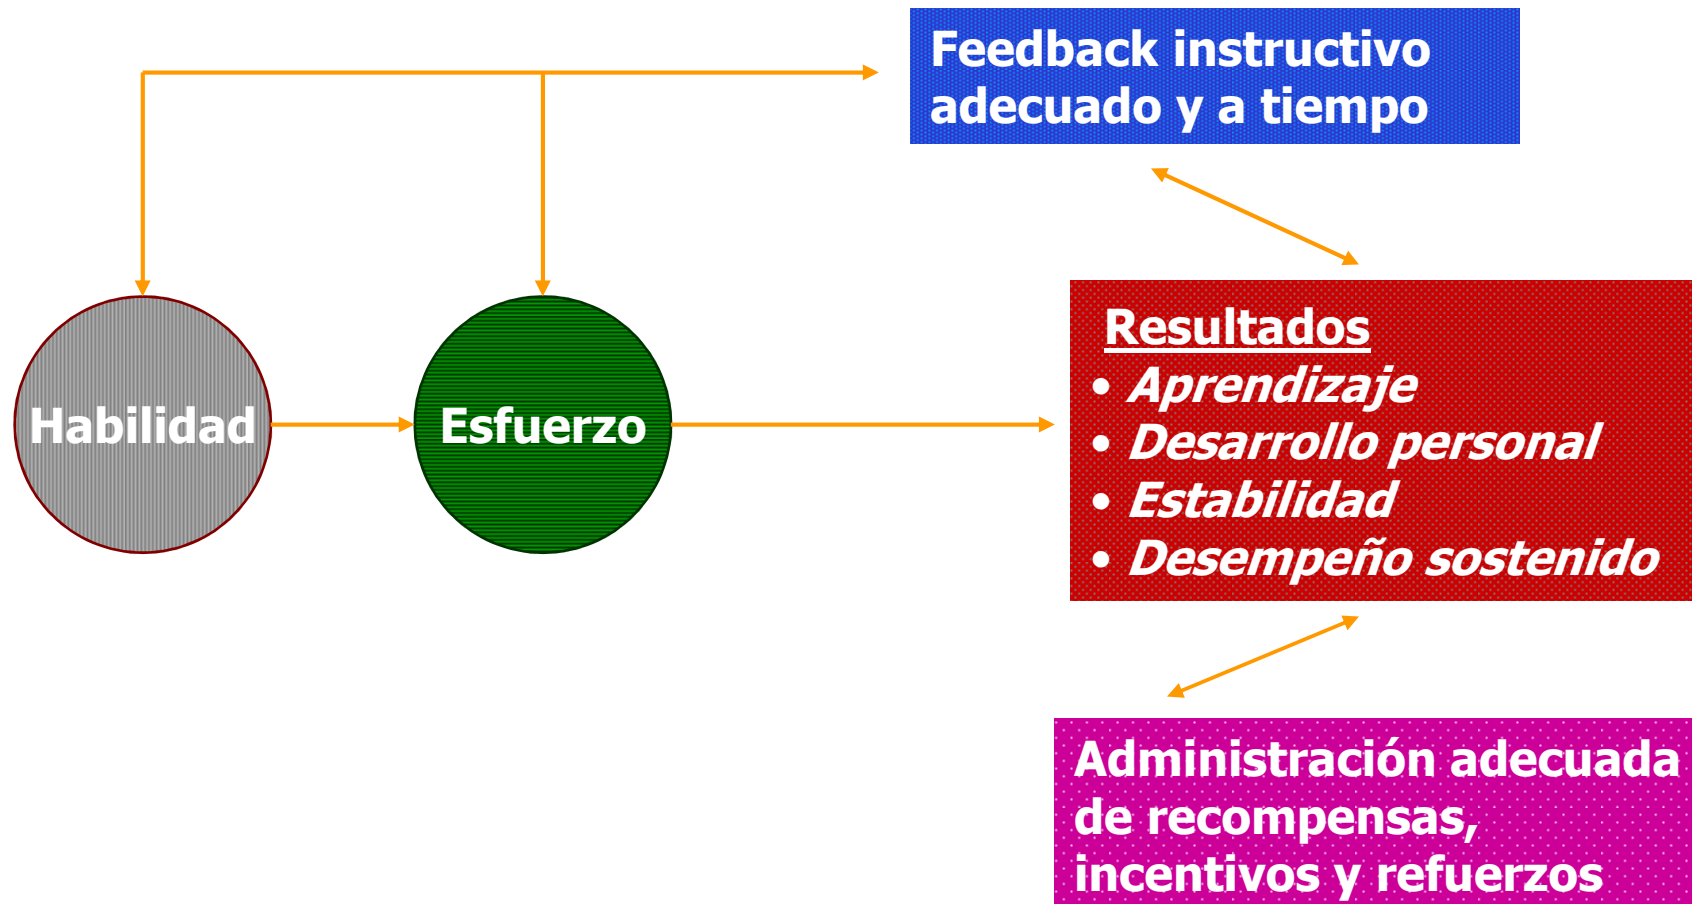 Feedback instructivo
adecuado y a tiempo
Habilidad
Esfuerzo
Resultados
• Aprendizaje
• Desarrollo personal
• Estabilidad
• Desempeño sostenido
Administración adecuada
de recompensas,
incentivos y refuerzos